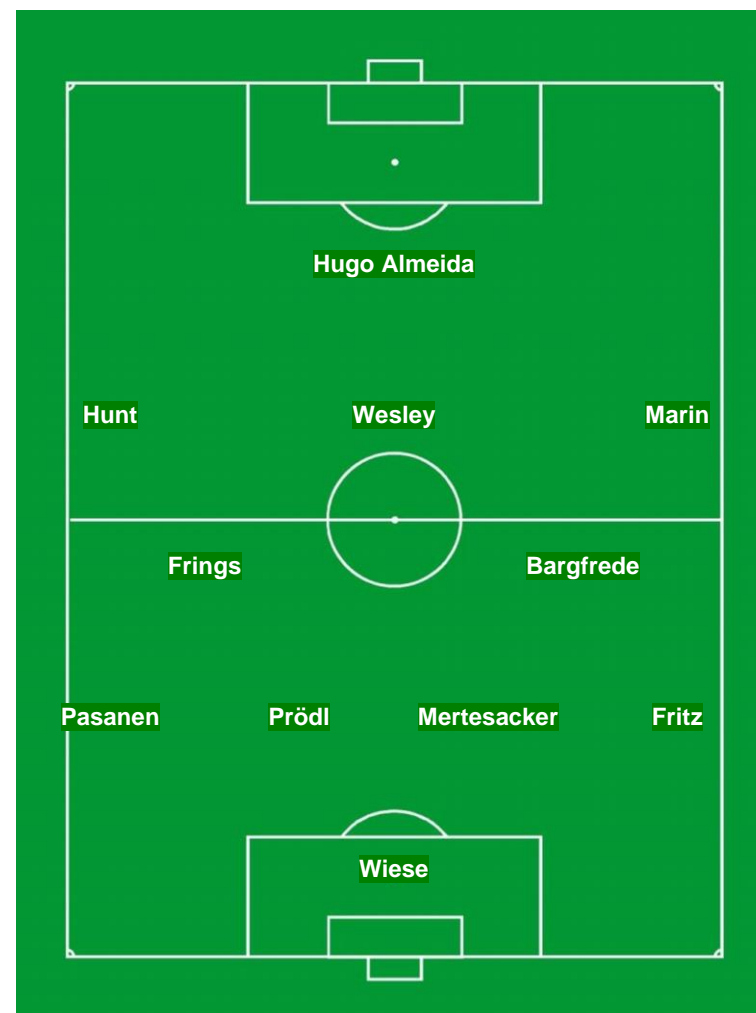 Hugo Almeida
Hunt Wesley Marin
Frings Bargfrede
Pasanen Prödl Mertesacker Fritz
Wiese